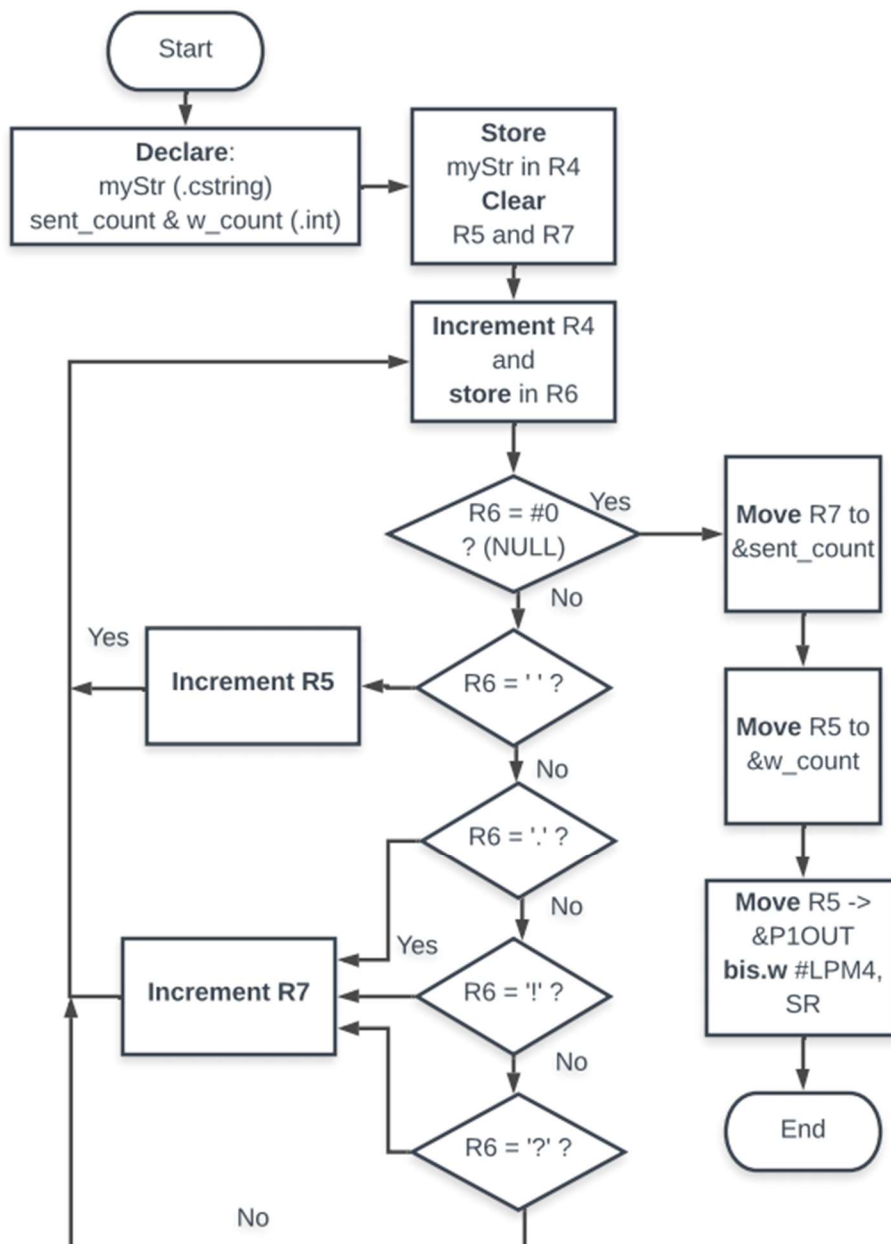 Start
Declare:
myStr (.cstring)
sent_count & w_count (.int)
Store
myStr in R4
Clear
R5 and R7
Increment R4
and
store in R6
R6 = #0
? (NULL)
Yes
Move R7 to
&sent_count
No
Yes
Increment R5
R6 = ' ' ?
Move R5 to
&w_count
No
R6 = '.' ?
No
Move R5 ->
&P1OUT
bis.w #LPM4,
SR
Yes
Increment R7
R6 = '!' ?
No
End
R6 = '?' ?
No